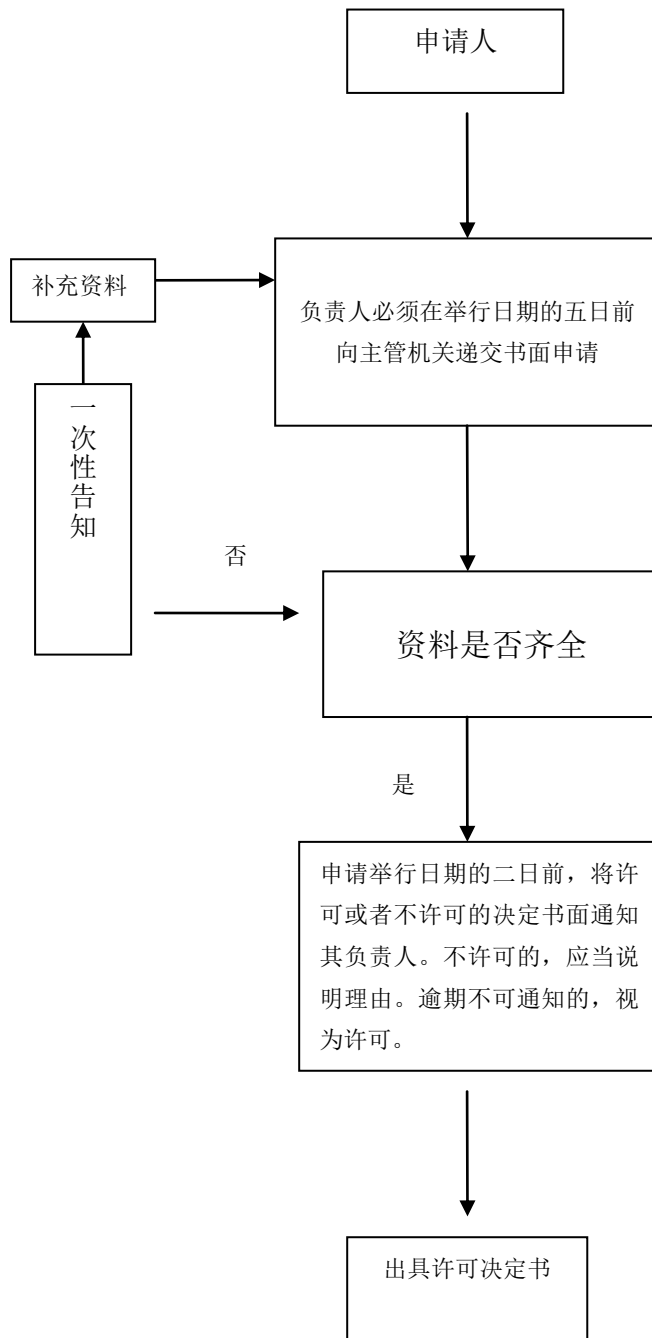 申请人
补充资料
负责人必须在举行日期的五日前
向主管机关递交书面申请
一次性告知
否
资料是否齐全
是
申请举行日期的二日前，将许
可或者不许可的决定书面通知
其负责人。不许可的，应当说
明理由。逾期不可通知的，视
为许可。
出具许可决定书